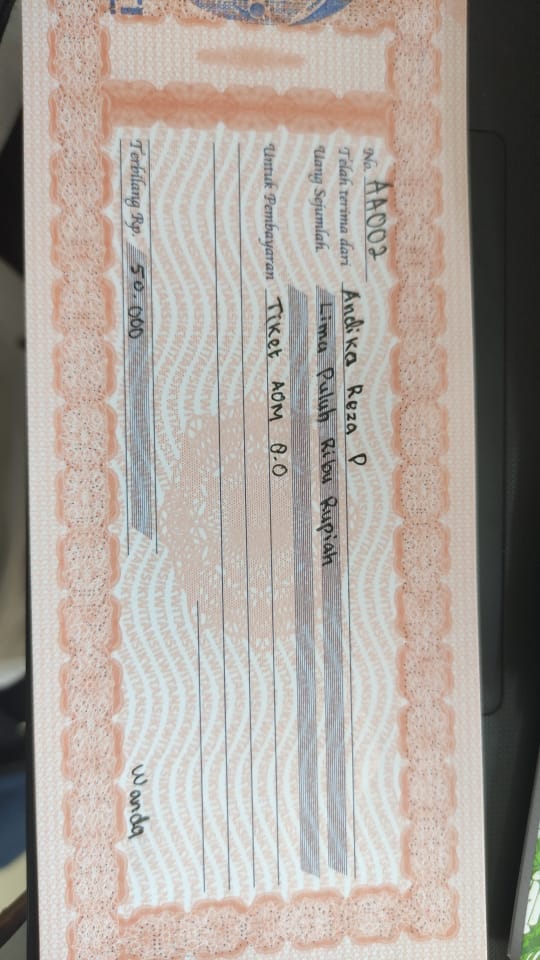 No. AA002
Telah terima dari Andika Reza P
Uang Sejumlah Lima Puluh Ribu Rupiah
Untuk Pembayaran Tiket AOM 8.0
Terbilang Rp. 50.000
Wanda